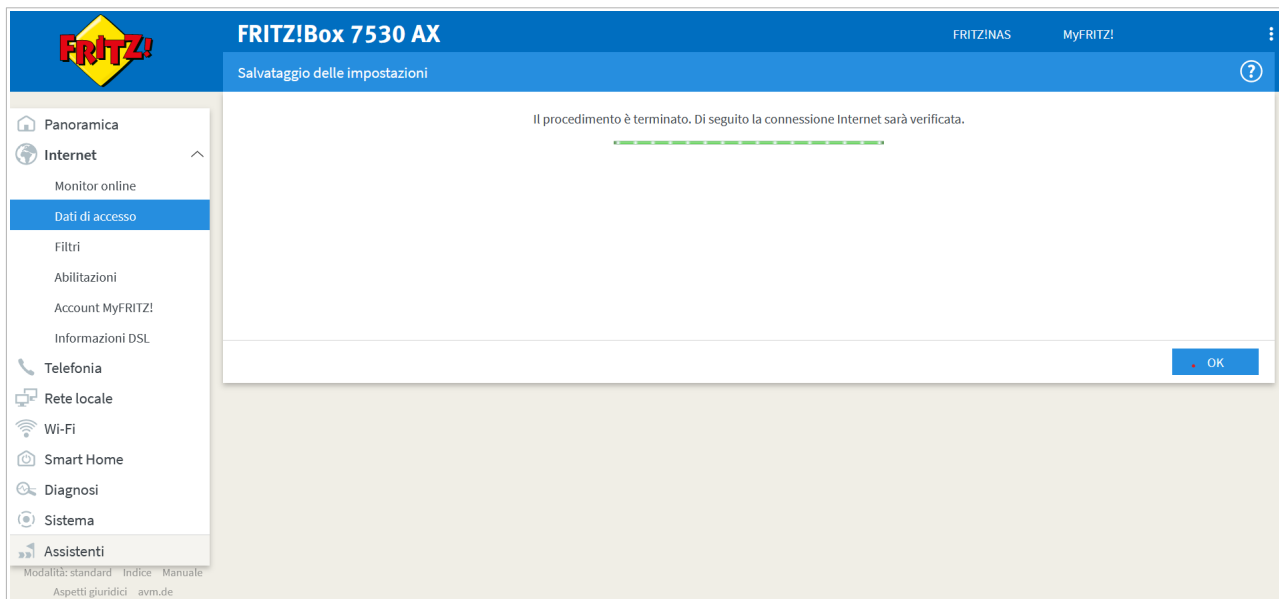 FRITZ!
FRITZ!Box 7530 AX
FRITZ!NAS
MyFRITZ!
Salvataggio delle impostazioni
?
Il procedimento è terminato. Di seguito la connessione Internet sarà verificata.
OK
Panoramica
Internet
Monitor online
Dati di accesso
Filtri
Abilitazioni
Account MyFRITZ!
Informazioni DSL
Telefonia
Rete locale
Wi-Fi
Smart Home
Diagnosi
Sistema
Assistenti
Modalità: standard Indice Manuale
Aspetti giuridici avm.de